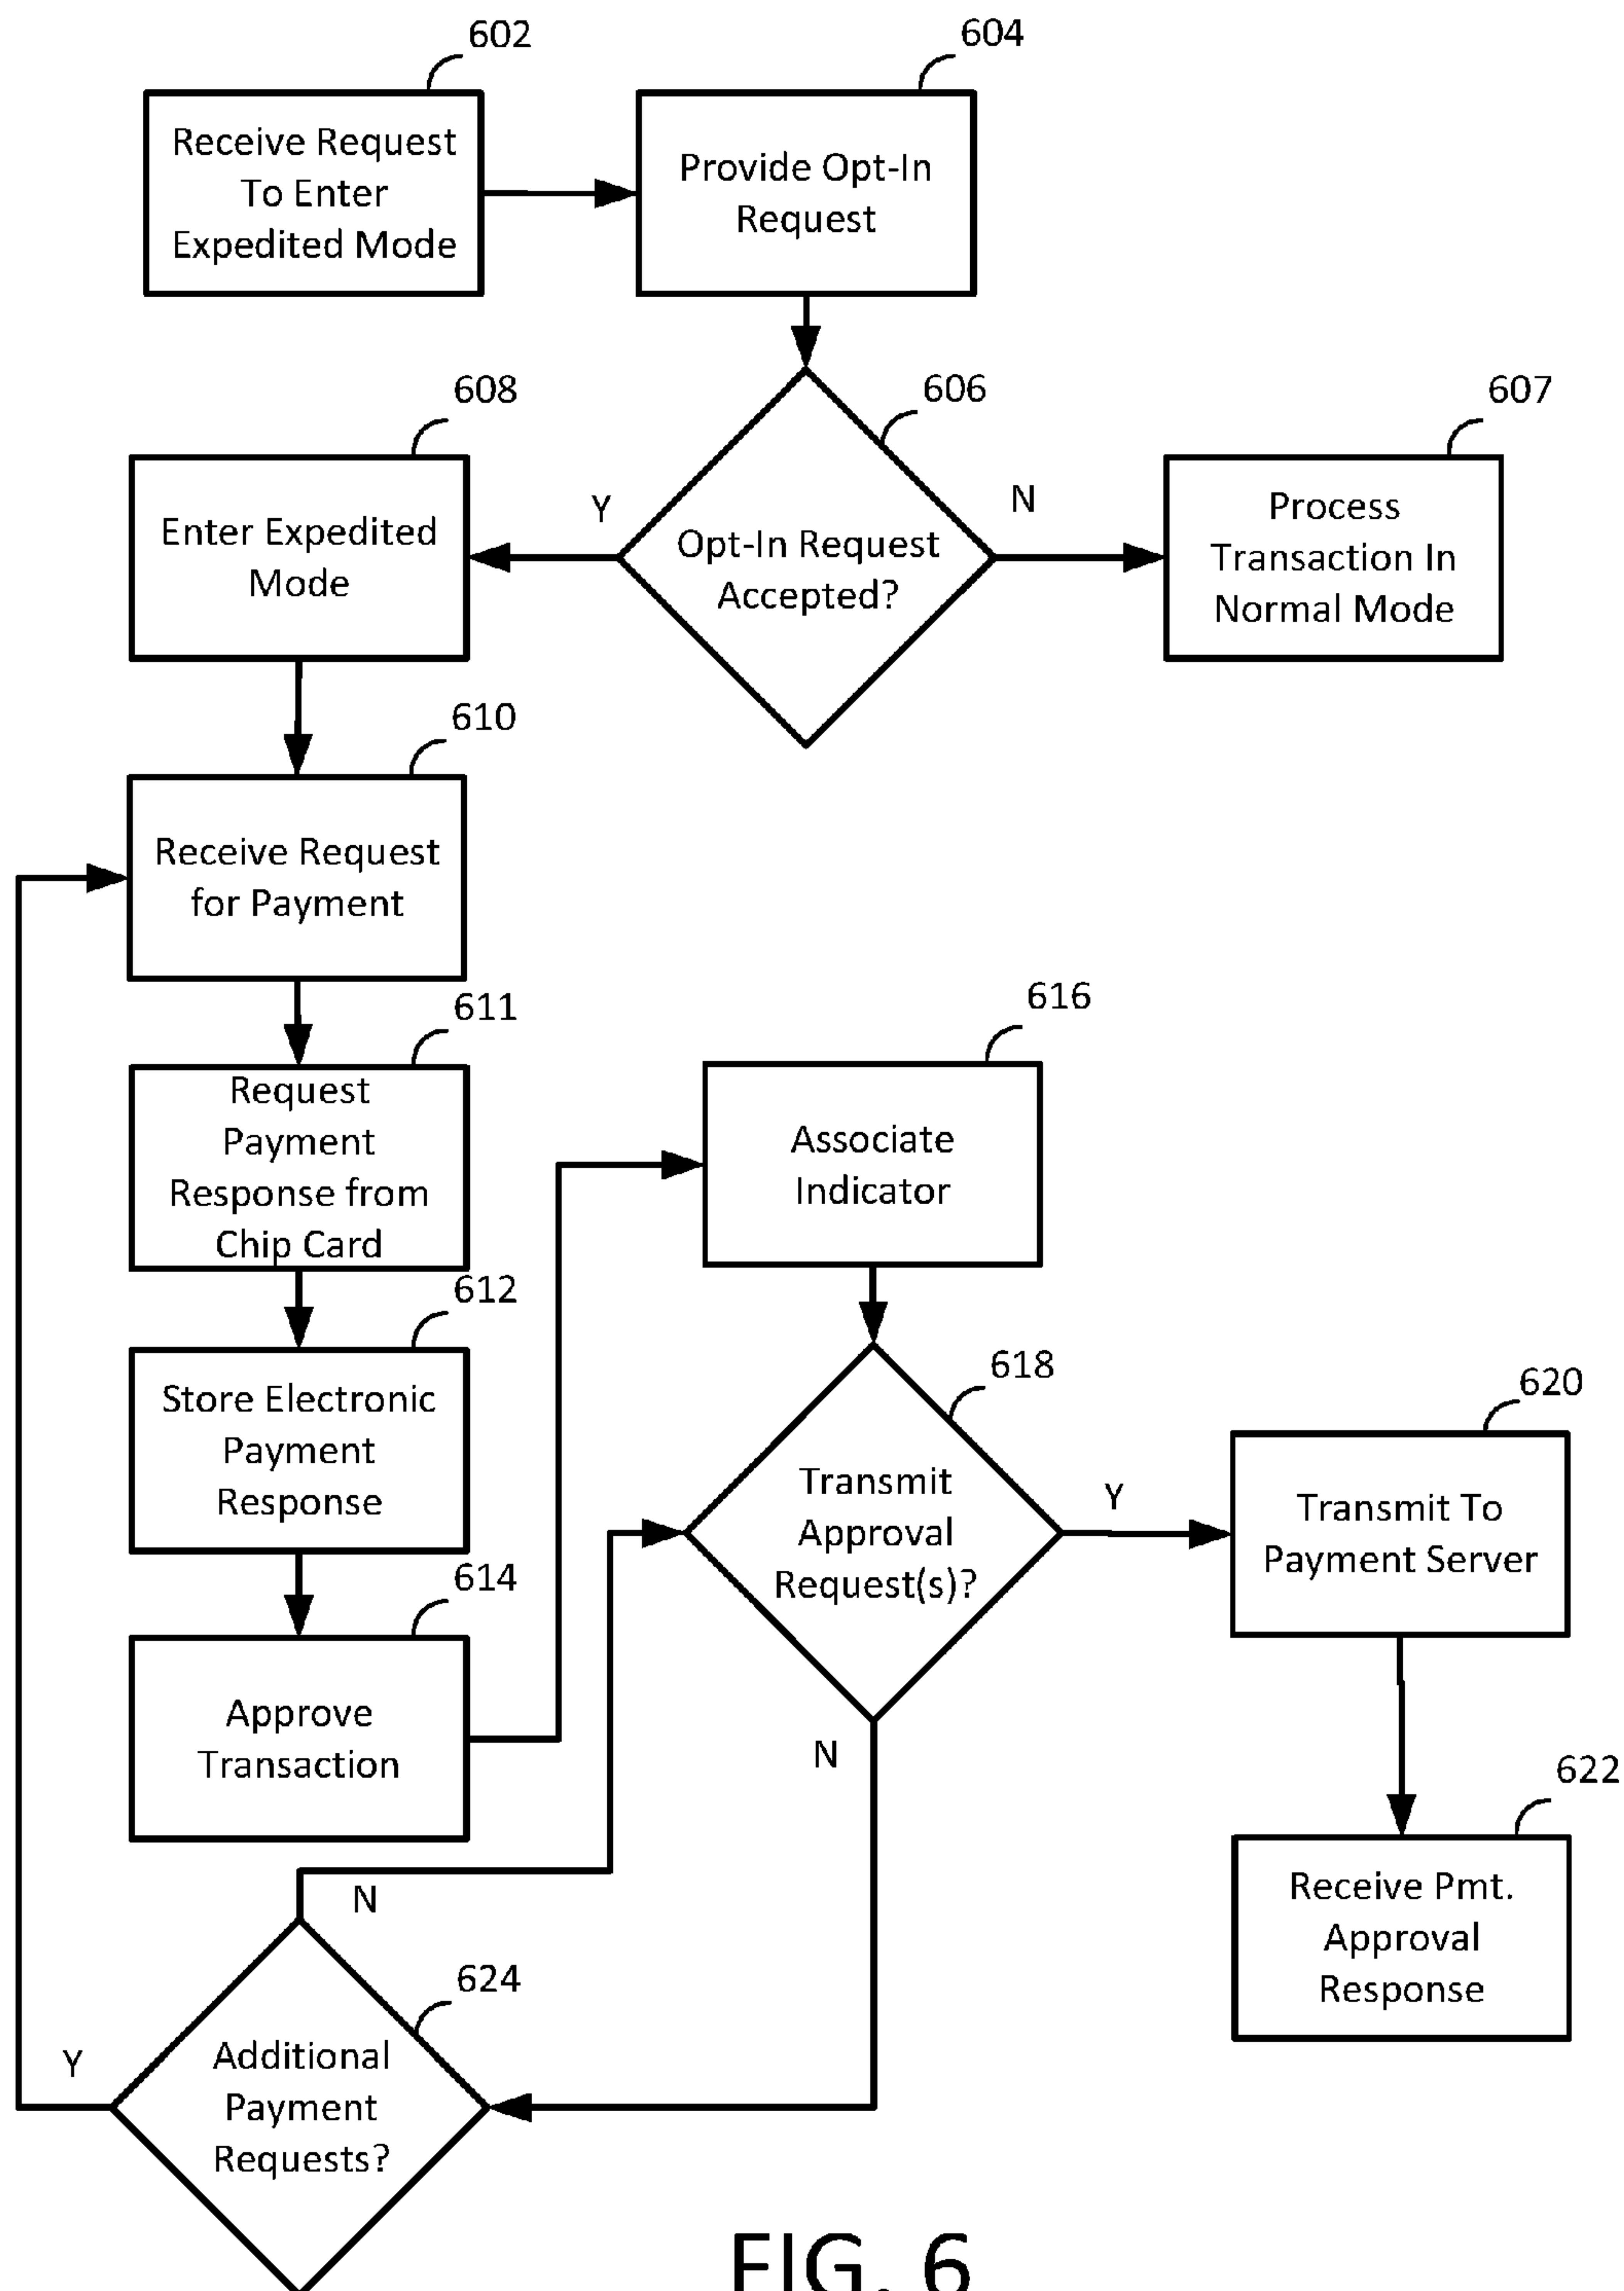 602
Receive Request
To Enter
Expedited Mode
604
Provide Opt-In
Request
606
Opt-In Request
Accepted?
Y
N
607
Process
Transaction In
Normal Mode
608
Enter Expedited
Mode
610
Receive Request
for Payment
611
Request
Payment
Response from
Chip Card
612
Store Electronic
Payment
Response
614
Approve
Transaction
616
Associate
Indicator
618
Transmit
Approval
Request(s)?
Y
N
620
Transmit To
Payment Server
622
Receive Pmt.
Approval
Response
624
Additional
Payment
Requests?
N
Y
FIG. 6